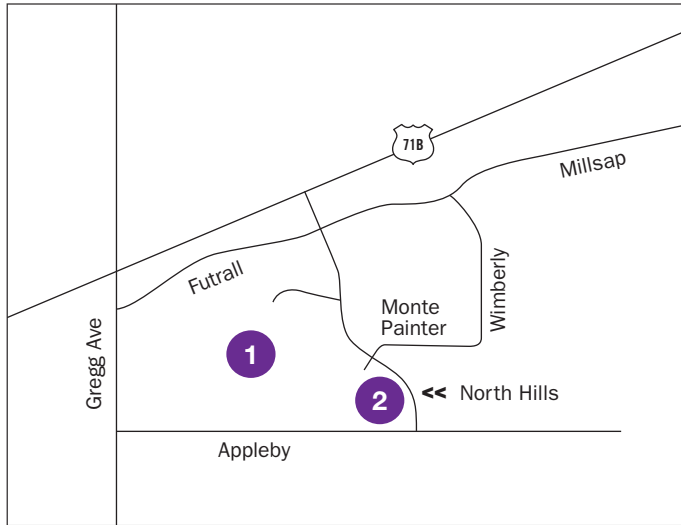 71B
Millsap
Futrall
Monte
Painter
Wimberly
Gregg Ave
1
2
<< North Hills
Appleby